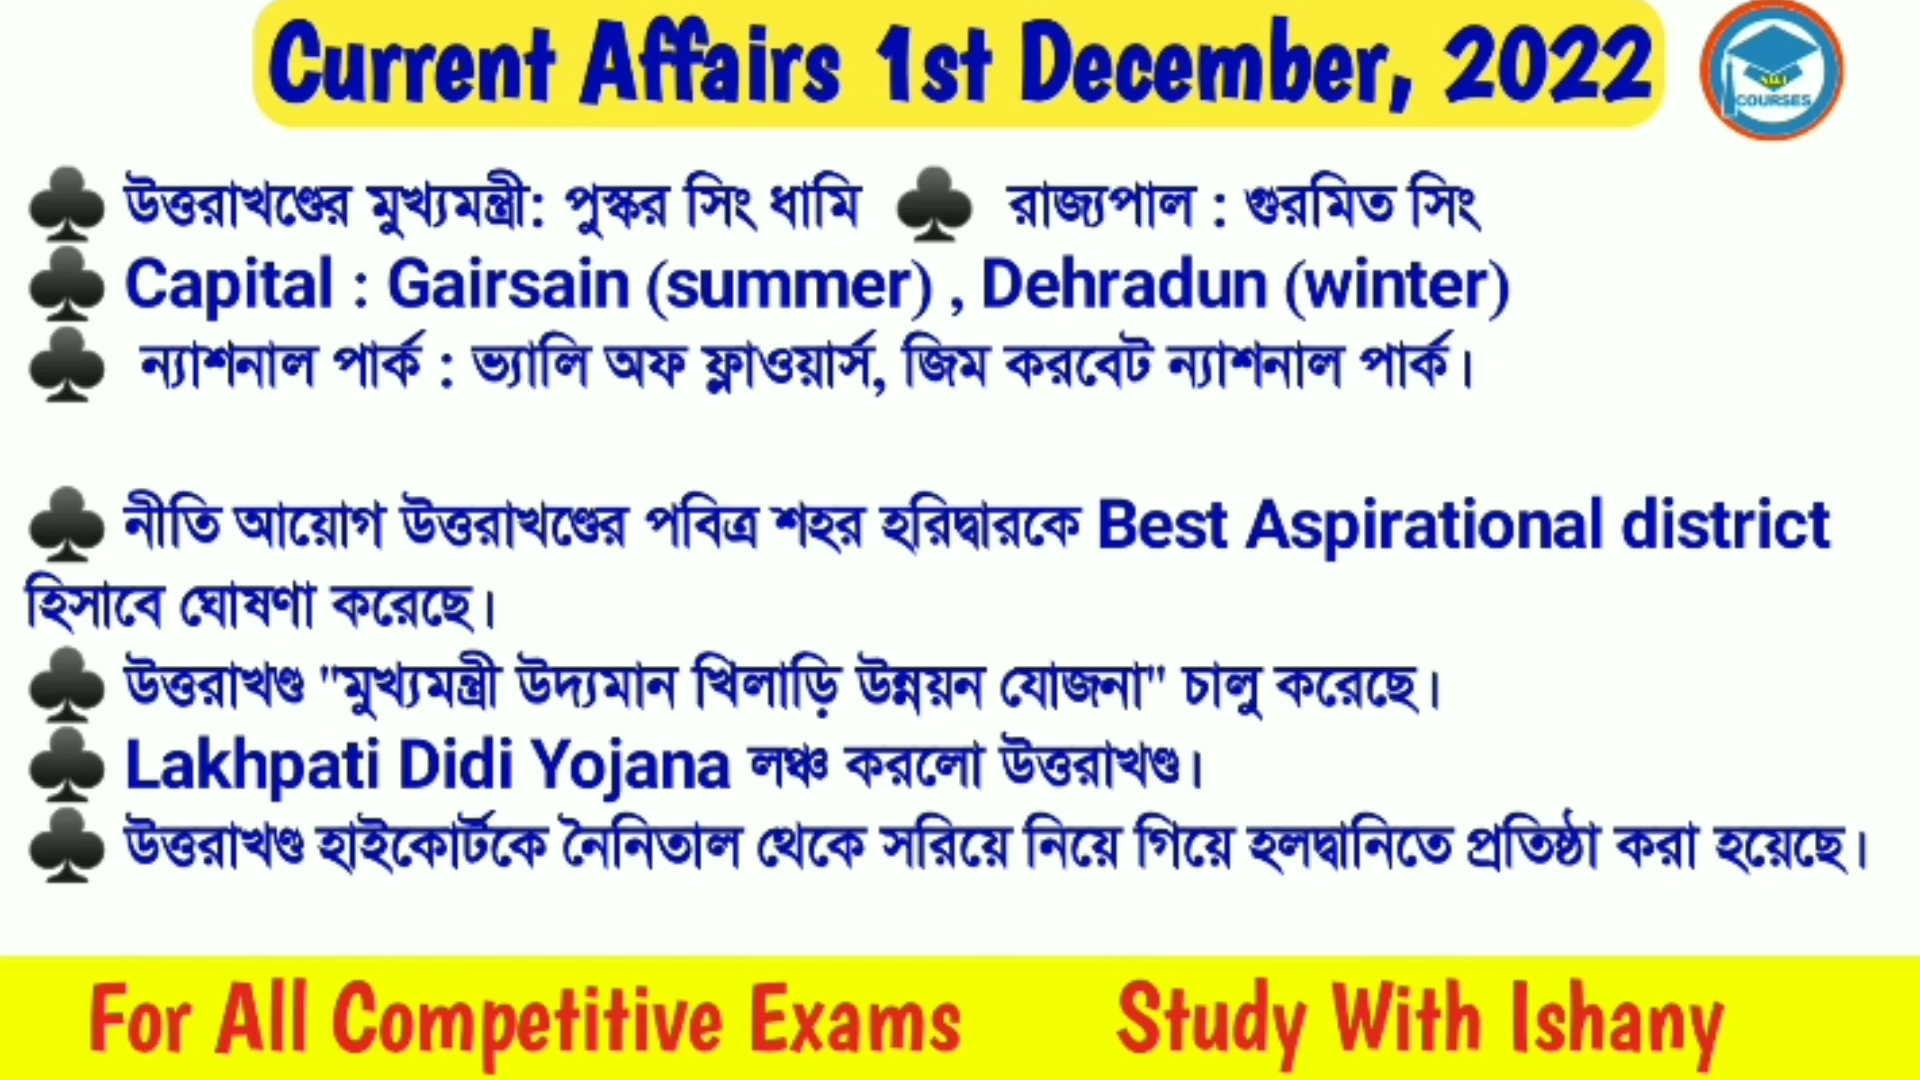 Current Affairs 1st December, 2022
COURSES
♣ উত্তরাখণ্ডের মুখ্যমন্ত্রী: পুস্কর সিং ধামি ♣ রাজ্যপাল : গুরমিত সিং
♣ Capital : Gairsain (summer) , Dehradun (winter)
♣ ন্যাশনাল পার্ক : ভ্যালি অফ ফ্লাওয়ার্স, জিম করবেট ন্যাশনাল পার্ক।
♣ নীতি আয়োগ উত্তরাখণ্ডের পবিত্র শহর হরিদ্বারকে Best Aspirational district
হিসাবে ঘোষণা করেছে।
♣ উত্তরাখণ্ড "মুখ্যমন্ত্রী উদ্যমান খিলাড়ি উন্নয়ন যোজনা" চালু করেছে।
♣ Lakhpati Didi Yojana লঞ্চ করলো উত্তরাখণ্ড।
♣ উত্তরাখণ্ড হাইকোর্টকে নৈনিতাল থেকে সরিয়ে নিয়ে গিয়ে হলদ্বানিতে প্রতিষ্ঠা করা হয়েছে।
For All Competitive Exams Study With Ishany